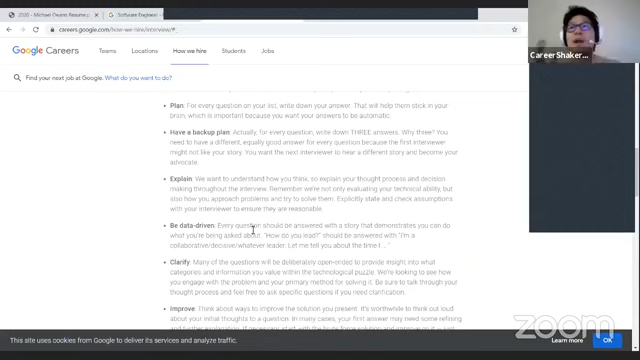 2020 - Michael Owens Resume.p
Software Engineer -
careers.google.com/how-we-hire/interview/#
Google Careers
Teams
Locations
How we hire
Students
Jobs
CareerShaker...
Find your next job at Google. What do you want to do?
• Plan: For every question on your list, write down your answer. That will help them stick in your
brain, which is important because you want your answers to be automatic.
• Have a backup plan: Actually, for every question, write down THREE answers. Why three? You
need to have a different, equally good answer for every question because the first interviewer
might not like your story. You want the next interviewer to hear a different story and become your
advocate.
• Explain: We want to understand how you think, so explain your thought process and decision
making throughout the interview. Remember we're not only evaluating your technical ability, but
also how you approach problems and try to solve them. Explicitly state and check assumptions
with your interviewer to ensure they are reasonable.
• Be data-driven: Every question should be answered with a story that demonstrates you can do
what you're being asked about. "How do you lead?" should be answered with "I'm a
collaborative/decisive/whatever leader. Let me tell you about the time I ... "
• Clarify: Many of the questions will be deliberately open-ended to provide insight into what
categories and information you value within the technological puzzle. We're looking to see how
you engage with the problem and your primary method for solving it. Be sure to talk through your
thought process and feel free to ask specific questions if you need clarification.
• Improve: Think about ways to improve the solution you present. It's worthwhile to think out loud
about your initial thoughts to a question. In many cases, your first answer may need some refining
This site uses cookies from Google to deliver its services and analyze traffic.
Learn more
OK
zoom